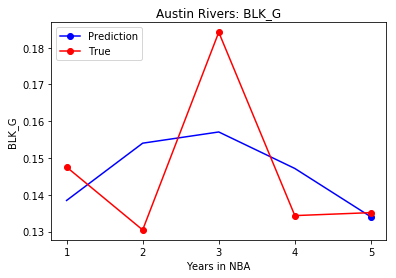 Austin Rivers: BLK_G
Prediction
True
BLK_G
0.18
0.17
0.16
0.15
0.14
0.13
1 2 3 4 5
Years in NBA